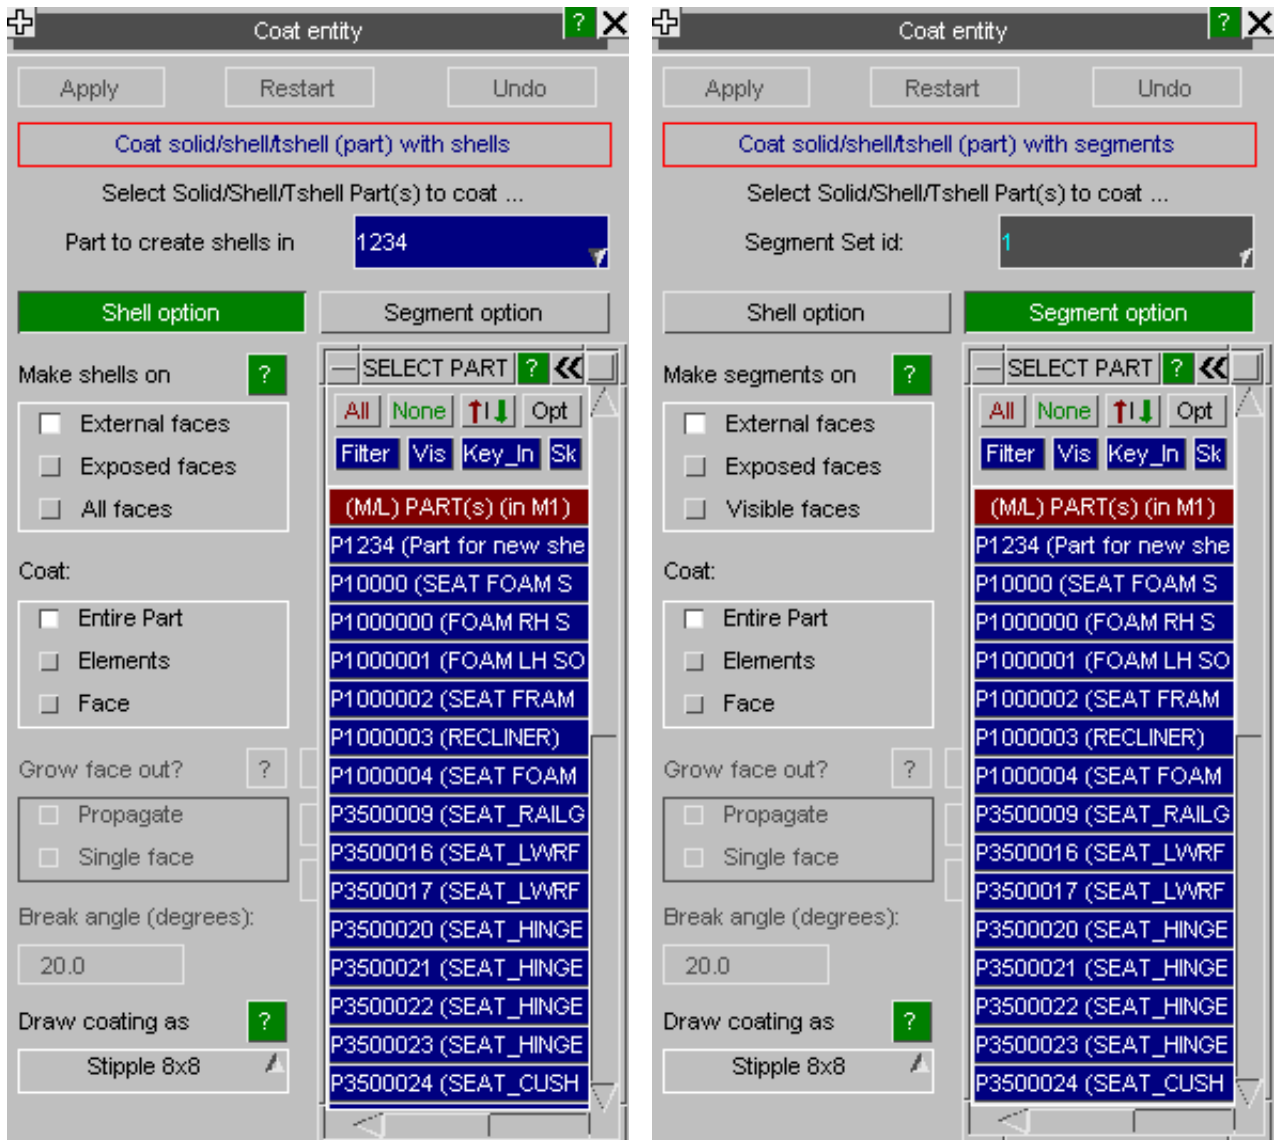 Coat entity ?
Apply Restart Undo
Coat solid/shell/tshell (part) with shells
Select Solid/Shell/Tshell Part(s) to coat ...
Part to create shells in 1234
Shell option Segment option
Make shells on ?
External faces
Exposed faces
All faces
Coat:
Entire Part
Elements
Face
Grow face out? ?
Propagate
Single face
Break angle (degrees):
20.0
Draw coating as ?
Stipple 8x8
SELECT PART ?
All None Opt
Filter Vis Key_In Sk
(M/L) PART(s) (in M1)
P1234 (Part for new she
P10000 (SEAT FOAM S
P1000000 (FOAM RH S
P1000001 (FOAM LH SO
P1000002 (SEAT FRAM
P1000003 (RECLINER)
P1000004 (SEAT FOAM
P3500009 (SEAT_RAILG
P3500016 (SEAT_LWRF
P3500017 (SEAT_LWRF
P3500020 (SEAT_HINGE
P3500021 (SEAT_HINGE
P3500022 (SEAT_HINGE
P3500023 (SEAT_HINGE
P3500024 (SEAT_CUSH
Coat entity ?
Apply Restart Undo
Coat solid/shell/tshell (part) with segments
Select Solid/Shell/Tshell Part(s) to coat ...
Segment Set id: 1
Shell option Segment option
Make segments on ?
External faces
Exposed faces
Visible faces
Coat:
Entire Part
Elements
Face
Grow face out? ?
Propagate
Single face
Break angle (degrees):
20.0
Draw coating as ?
Stipple 8x8
SELECT PART ?
All None Opt
Filter Vis Key_In Sk
(M/L) PART(s) (in M1)
P1234 (Part for new she
P10000 (SEAT FOAM S
P1000000 (FOAM RH S
P1000001 (FOAM LH SO
P1000002 (SEAT FRAM
P1000003 (RECLINER)
P1000004 (SEAT FOAM
P3500009 (SEAT_RAILG
P3500016 (SEAT_LWRF
P3500017 (SEAT_LWRF
P3500020 (SEAT_HINGE
P3500021 (SEAT_HINGE
P3500022 (SEAT_HINGE
P3500023 (SEAT_HINGE
P3500024 (SEAT_CUSH